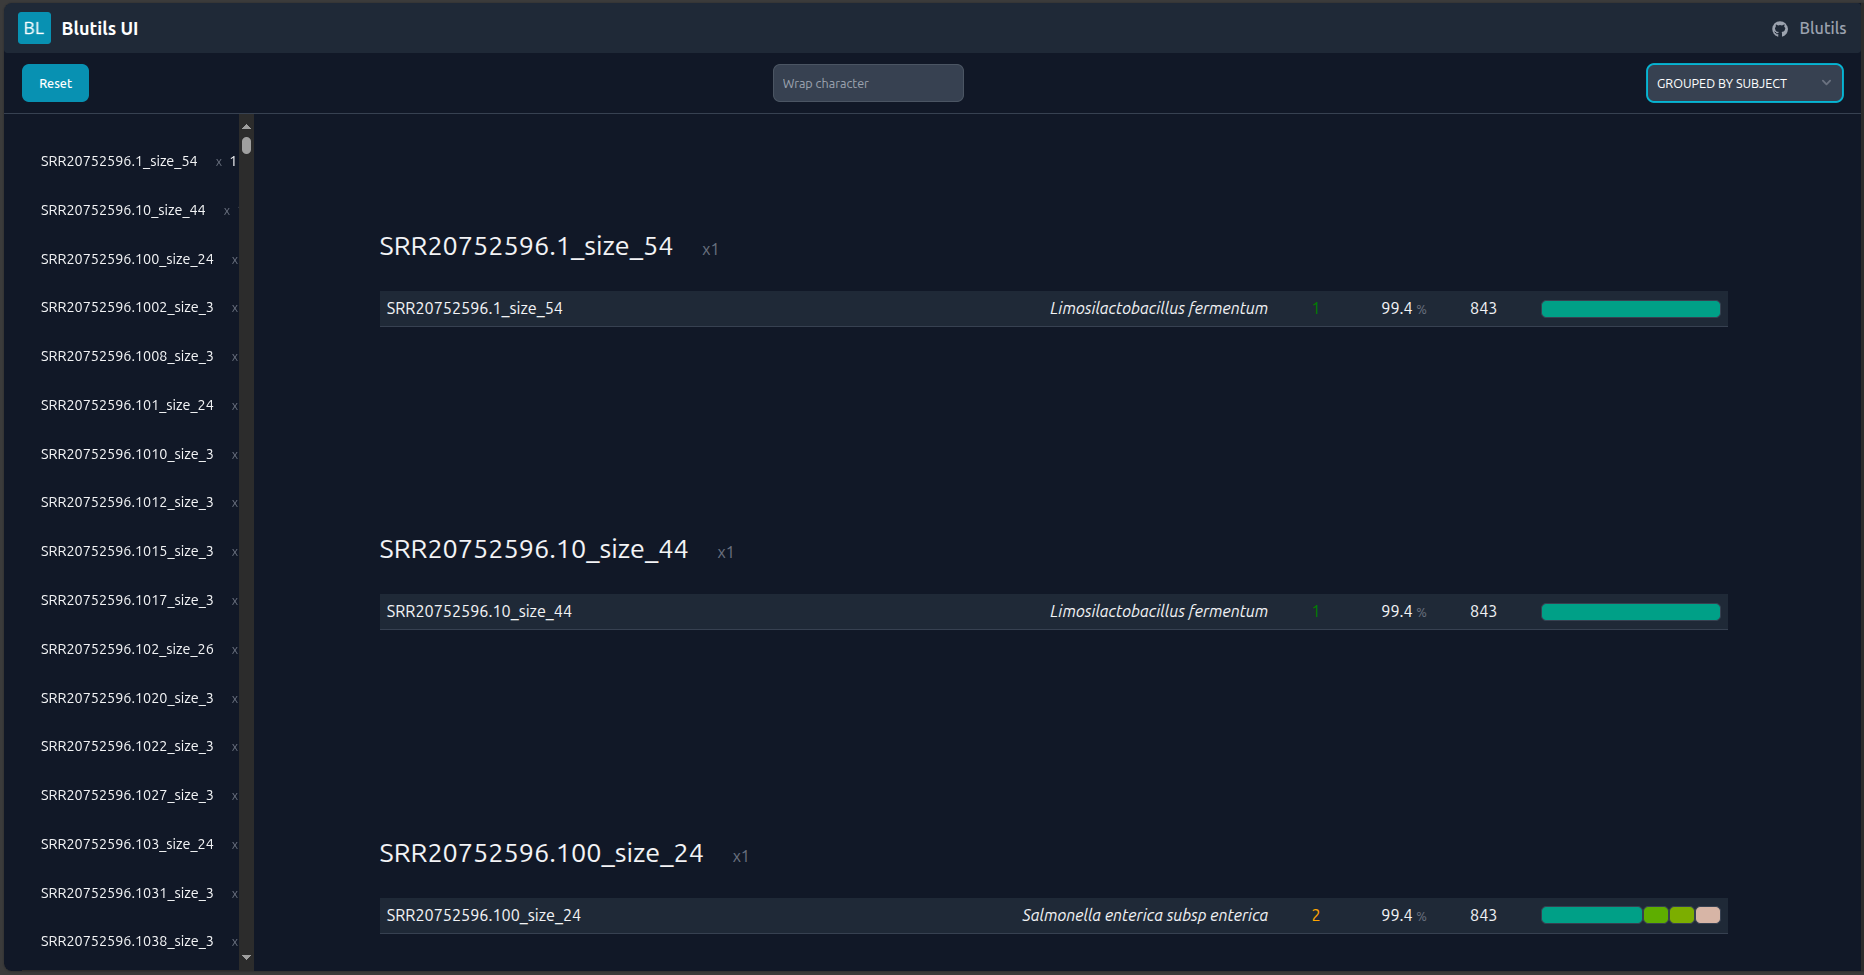 BL Blutils UI Blutils
Reset Wrap character GROUPED BY SUBJECT
SRR20752596.1_size_54 x 1
SRR20752596.10_size_44 x
SRR20752596.100_size_24 x
SRR20752596.1002_size_3 x
SRR20752596.1008_size_3 x
SRR20752596.101_size_24 x
SRR20752596.1010_size_3 x
SRR20752596.1012_size_3 x
SRR20752596.1015_size_3 x
SRR20752596.1017_size_3 x
SRR20752596.102_size_26 x
SRR20752596.1020_size_3 x
SRR20752596.1022_size_3 x
SRR20752596.1027_size_3 x
SRR20752596.103_size_24 x
SRR20752596.1031_size_3 x
SRR20752596.1038_size_3 x
SRR20752596.1_size_54 x1
SRR20752596.1_size_54 Limosilactobacillus fermentum 1 99.4 % 843
SRR20752596.10_size_44 x1
SRR20752596.10_size_44 Limosilactobacillus fermentum 1 99.4 % 843
SRR20752596.100_size_24 x1
SRR20752596.100_size_24 Salmonella enterica subsp enterica 2 99.4 % 843